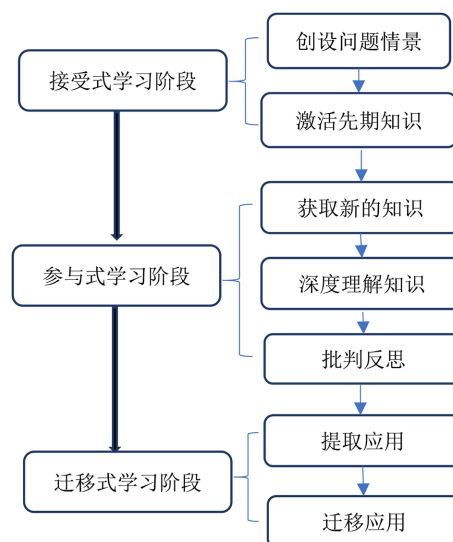 创设问题情景
接受式学习阶段
激活先期知识
获取新的知识
参与式学习阶段
深度理解知识
批判反思
提取应用
迁移式学习阶段
迁移应用